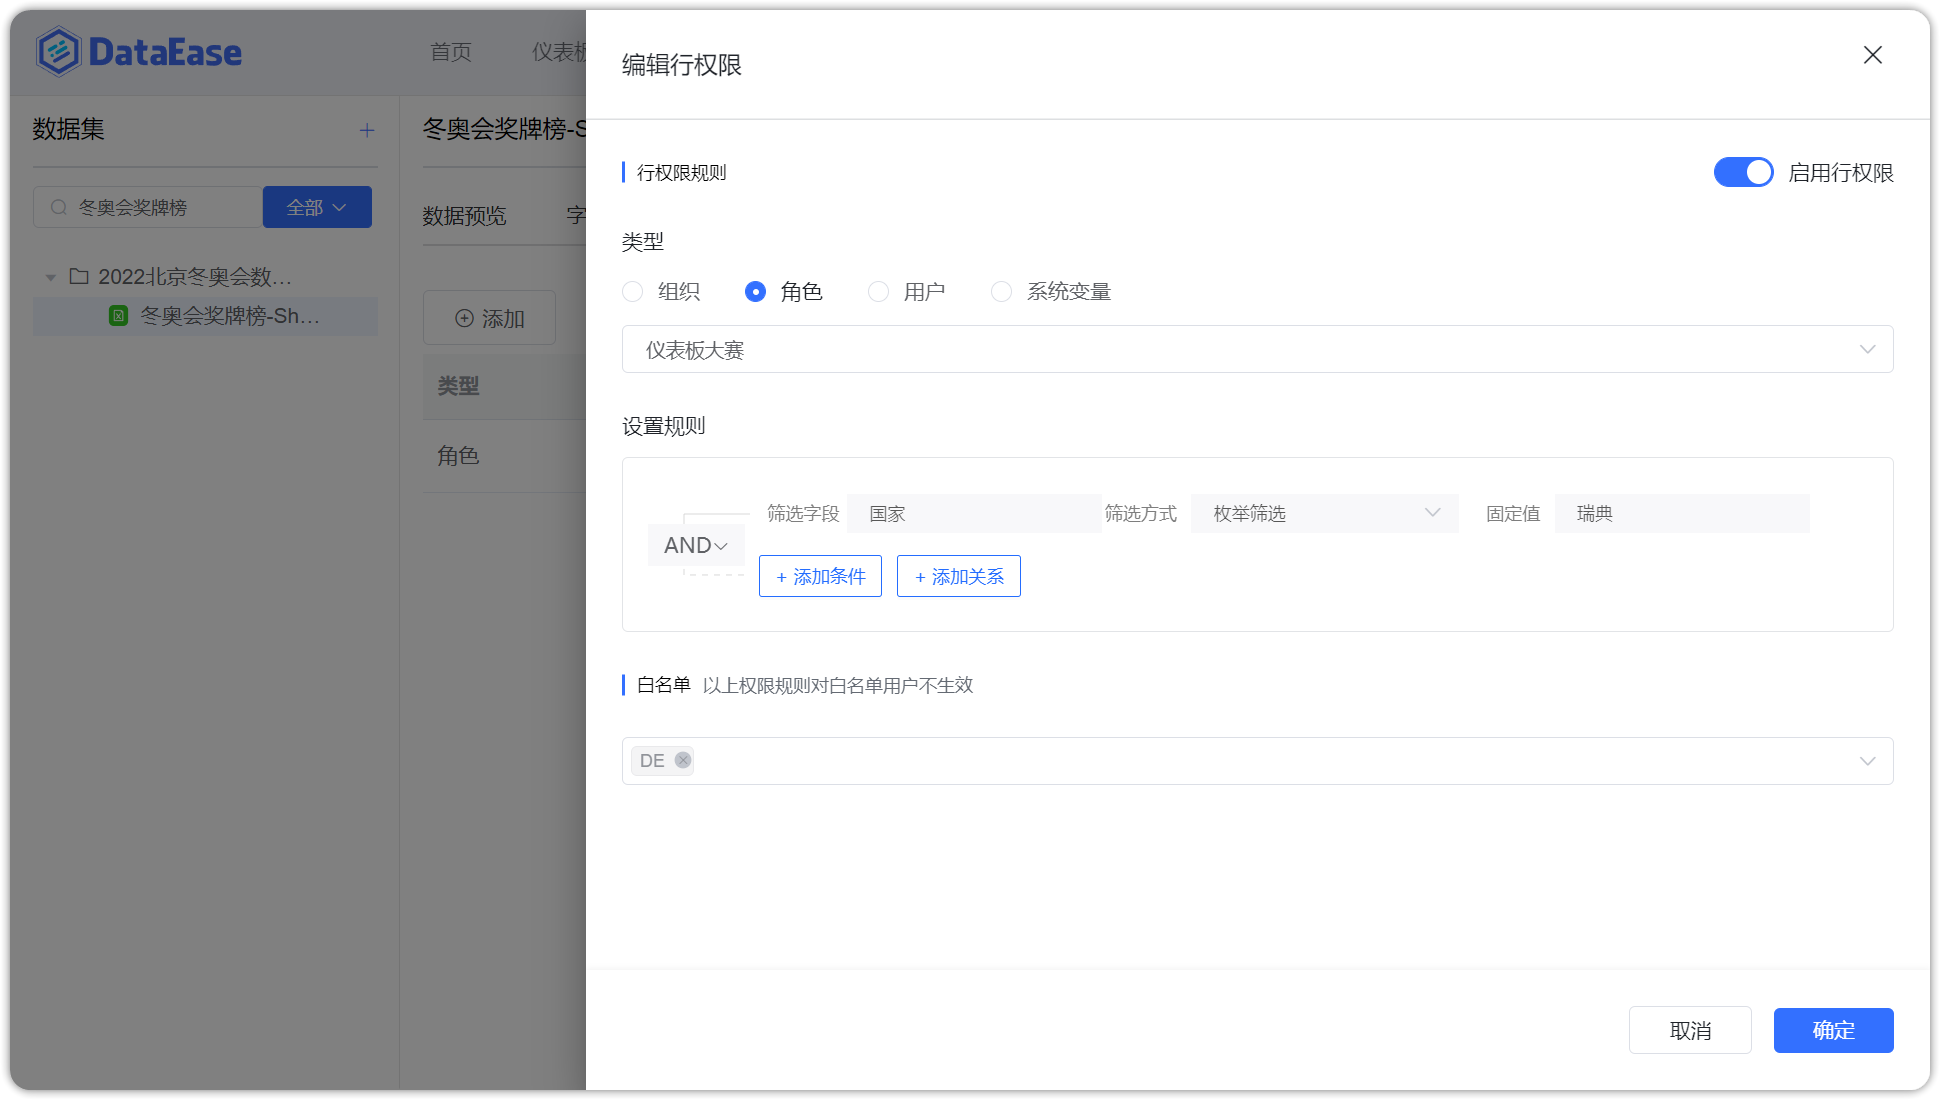 DataEase
首页
仪表板
数据集
+
冬奥会奖牌榜
全部
2022北京冬奥会数...
冬奥会奖牌榜-Sh...
冬奥会奖牌榜-S
数据预览
字
添加
类型
角色
编辑行权限
行权限规则
启用行权限
类型
组织 角色 用户 系统变量
仪表板大赛
设置规则
筛选字段 国家 筛选方式 枚举筛选 固定值 瑞典
AND
+ 添加条件 + 添加关系
白名单 以上权限规则对白名单用户不生效
DE
取消 确定